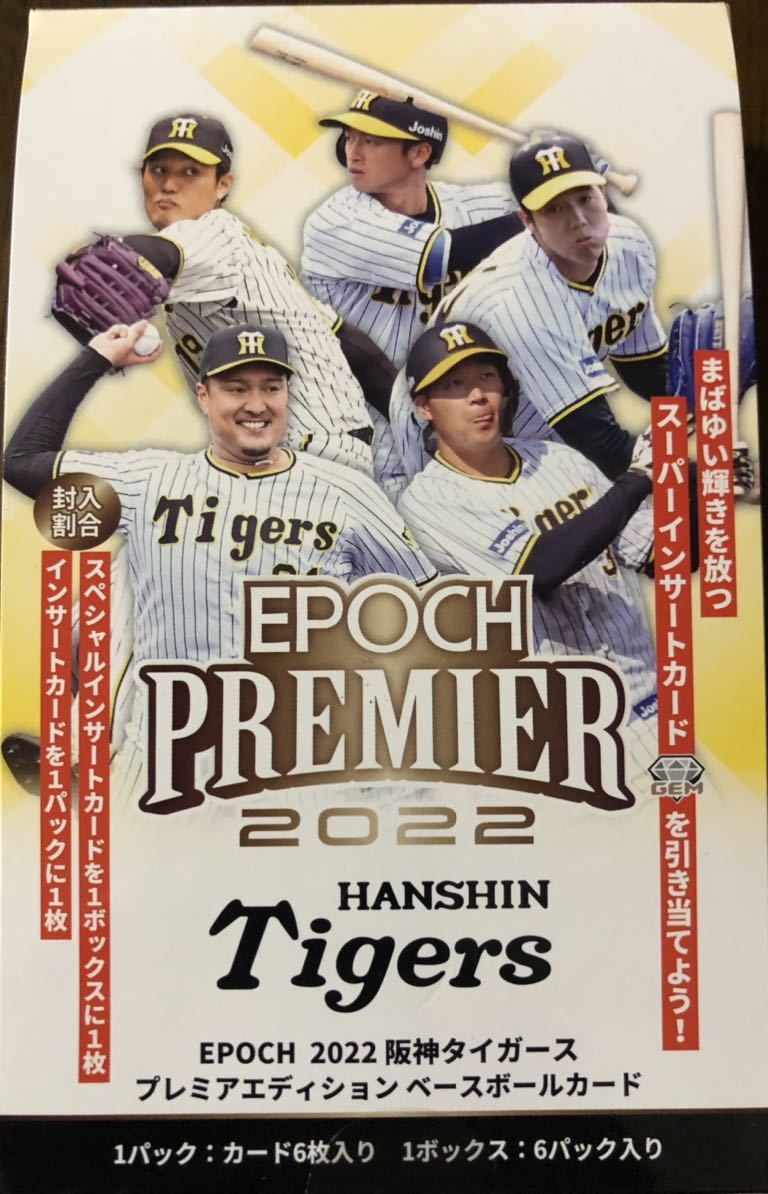 Joshin
Tigers
Joshin
Joshin
まばゆい輝きを放つ
スーパーインサートカード
GEM
を引き当てよう！
封入
割合
スペシャルインサートカードを1ボックスに1枚
インサートカードを1パックに1枚
EPOCH
PREMIER
2022
HANSHIN
Tigers
EPOCH 2022 阪神タイガース
プレミアエディション ベースボールカード
1パック：カード6枚入り 1ボックス：6パック入り